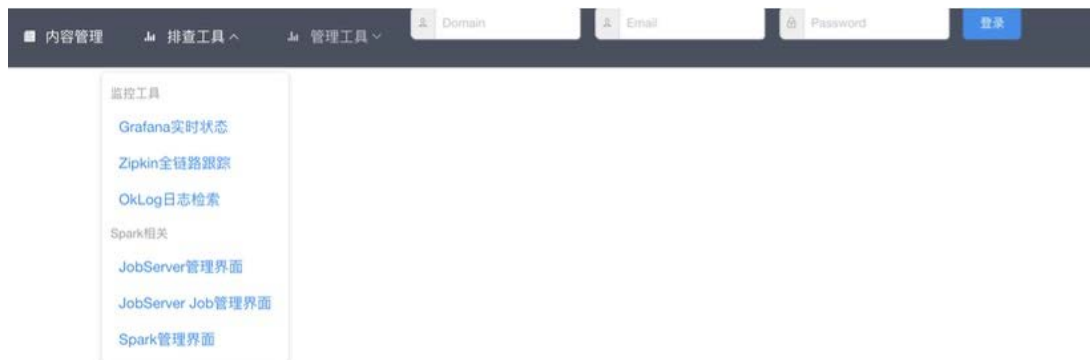 内容管理 排查工具 管理工具 Domain Email Password 登录
监控工具
Grafana实时状态
Zipkin全链路跟踪
OkLog日志检索
Spark相关
JobServer管理界面
JobServer Job管理界面
Spark管理界面